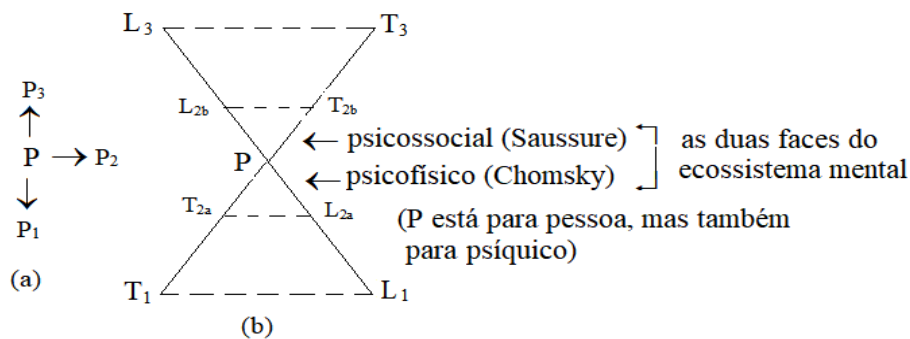 L3 T3
P3
L2b T2b
psicossocial (Saussure)
as duas faces do
P P2
P
psicofísico (Chomsky)
ecossistema mental
T2a L2a
(P está para pessoa, mas também
para psíquico)
P1
(a)
T1 L1
(b)